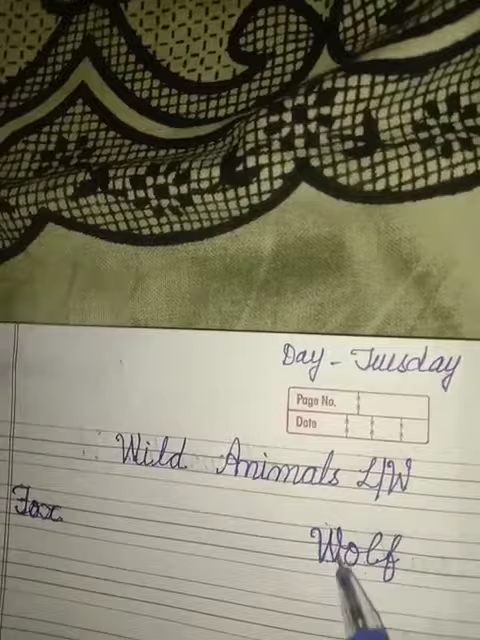 Day - Tuesday
Page No.
Date
Wild Animals L/W
Fox
Wolf